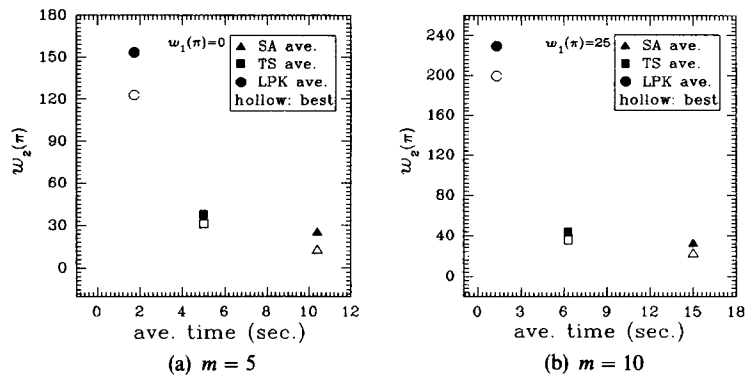 180
150
120
90
60
30
0
w₂(π)
w₁(π)=0
▲ SA ave.
■ TS ave.
● LPK ave.
hollow: best
0 2 4 6 8 10 12
ave. time (sec.)
(a) m = 5
240
200
160
120
80
40
0
w₂(π)
w₁(π)=25
▲ SA ave.
■ TS ave.
● LPK ave.
hollow: best
0 3 6 9 12 15 18
ave. time (sec.)
(b) m = 10